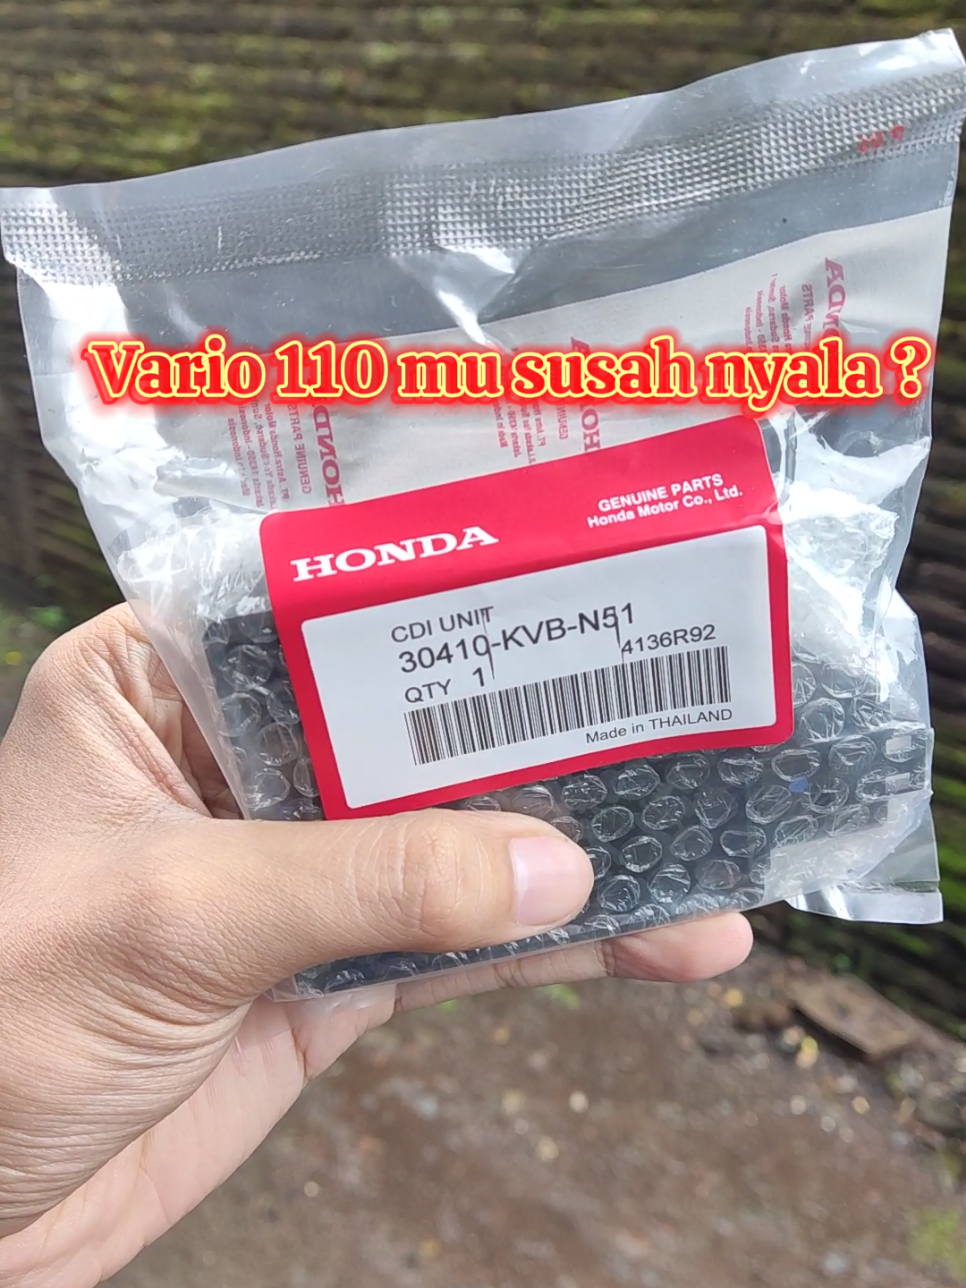 Vario 110 mu susah nyala ?
HONDA
GENUINE PARTS
Honda Motor Co., Ltd.
CDI UNIT
30410-KVB-N51
4136R92
QTY 1
Made in THAILAND